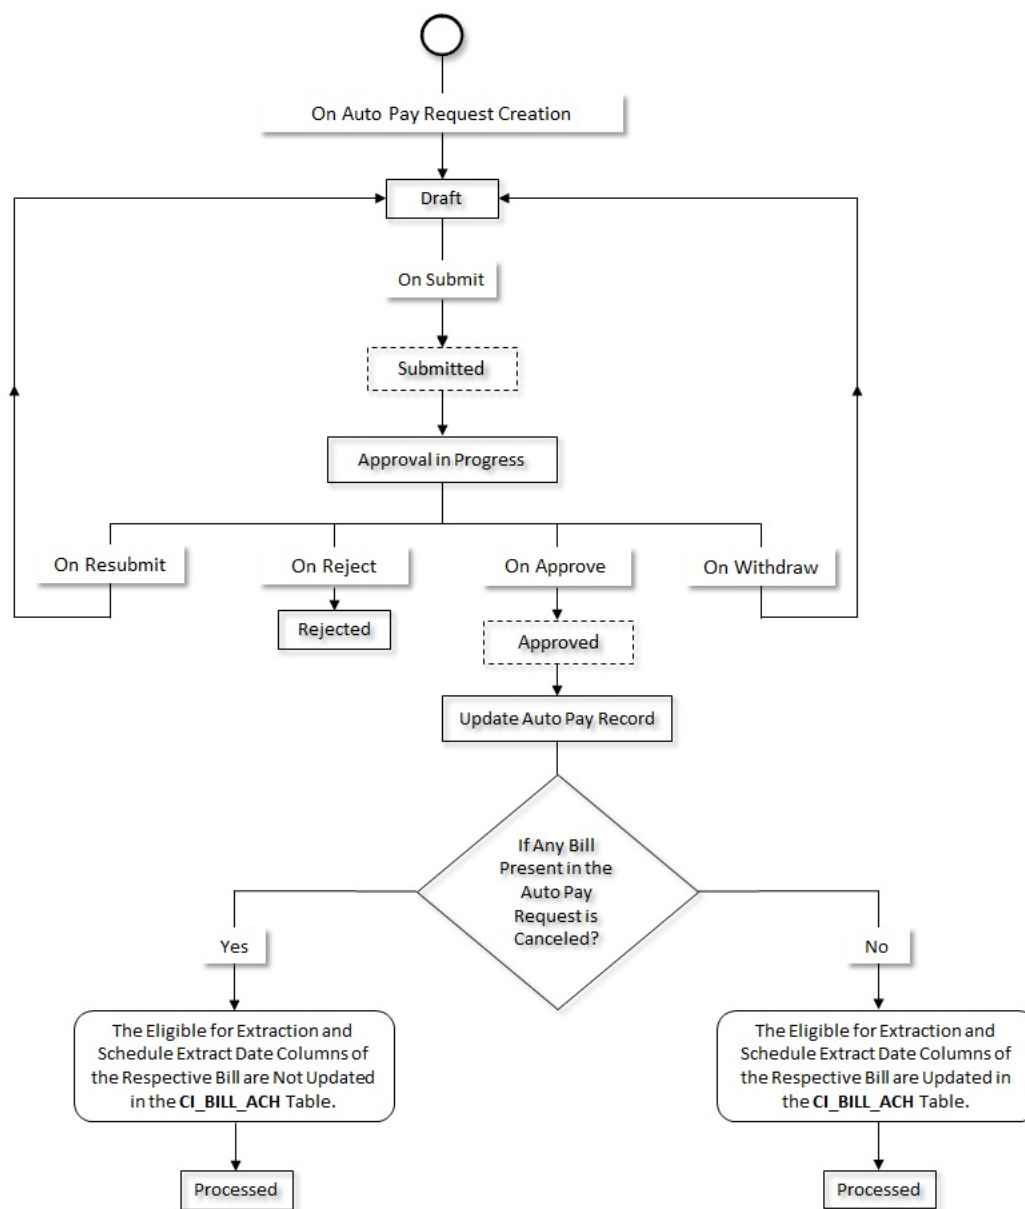 On Auto Pay Request Creation
Draft
On Submit
Submitted
Approval in Progress
On Resubmit
On Reject
On Approve
On Withdraw
Rejected
Approved
Update Auto Pay Record
If Any Bill
Present in the
Auto Pay
Request is
Canceled?
Yes
No
The Eligible for Extraction and
Schedule Extract Date Columns of
the Respective Bill are Not Updated
in the CI_BILL_ACH Table.
The Eligible for Extraction and
Schedule Extract Date Columns of
the Respective Bill are Updated in
the CI_BILL_ACH Table.
Processed
Processed